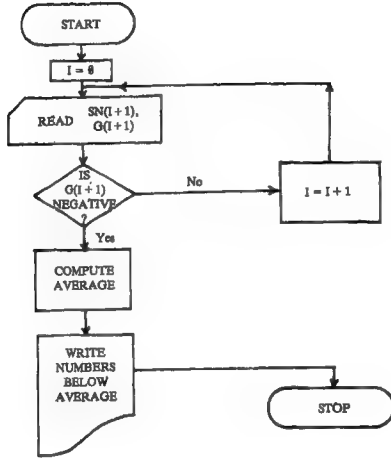 START
I = 0
READ SN(I+1),
G(I+1)
IS
G(I+1)
NEGATIVE
?
No
I = I + 1
Yes
COMPUTE
AVERAGE
WRITE
NUMBERS
BELOW
AVERAGE
STOP